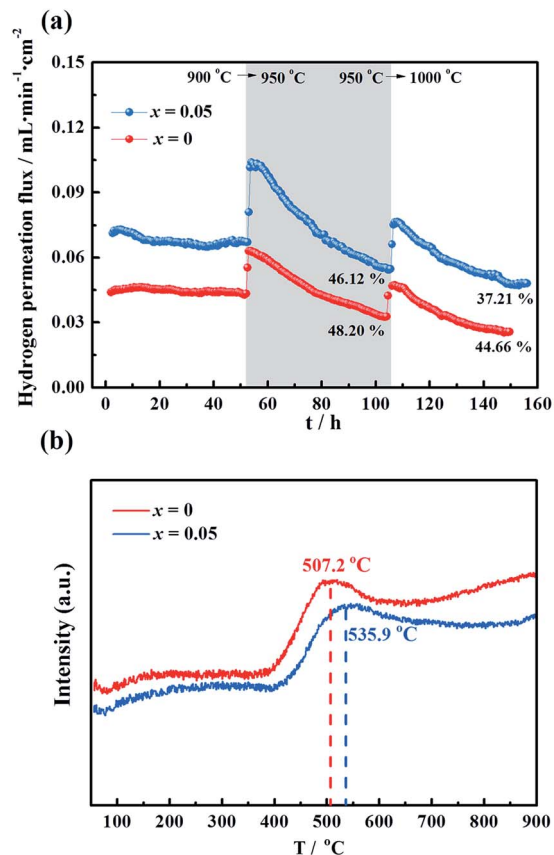 (a)
Hydrogen permeation flux / mL·min⁻¹·cm⁻²
0.15
0.12
0.09
0.06
0.03
0.00
900 °C → 950 °C
950 °C → 1000 °C
x = 0.05
x = 0
46.12 %
48.20 %
37.21 %
44.66 %
0 20 40 60 80 100 120 140 160
t / h
(b)
Intensity (a.u.)
x = 0
x = 0.05
507.2 °C
535.9 °C
100 200 300 400 500 600 700 800 900
T / °C